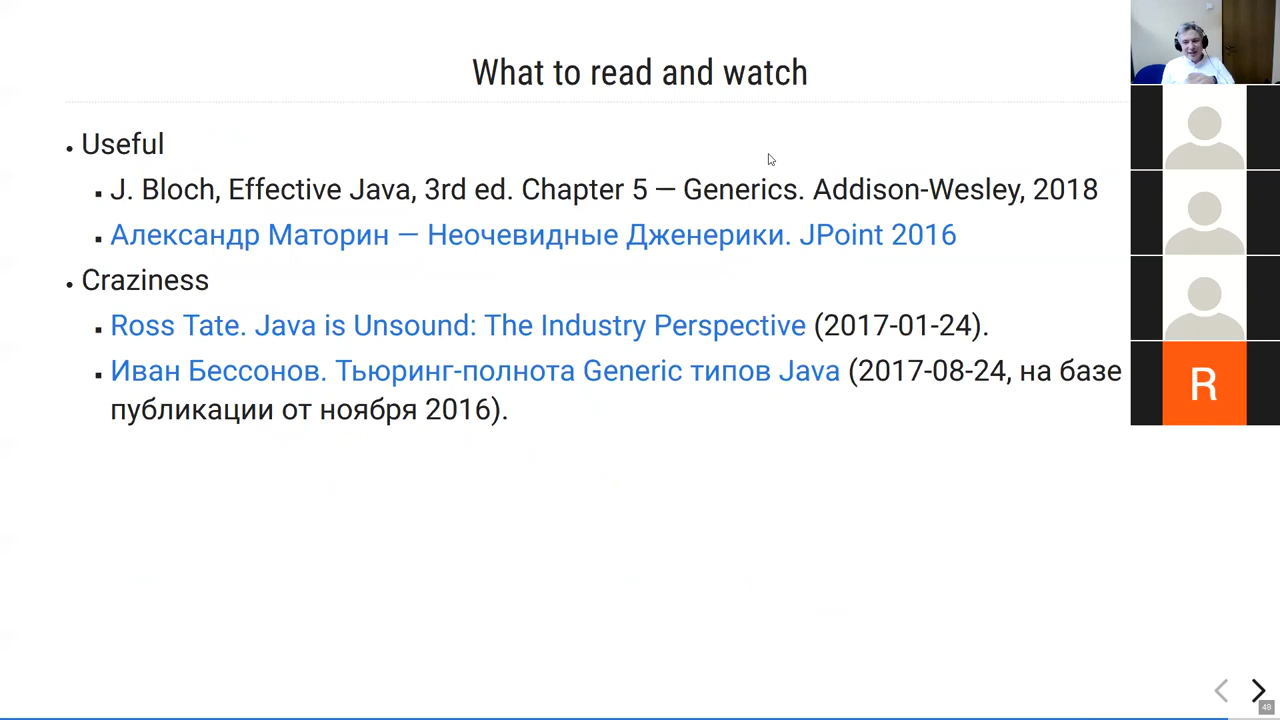 What to read and watch
Useful
J. Bloch, Effective Java, 3rd ed. Chapter 5 — Generics. Addison-Wesley, 2018
Александр Маторин — Неочевидные Дженерики. JPoint 2016
Craziness
Ross Tate. Java is Unsound: The Industry Perspective (2017-01-24).
Иван Бессонов. Тьюринг-полнота Generic типов Java (2017-08-24, на базе
публикации от ноября 2016).
R